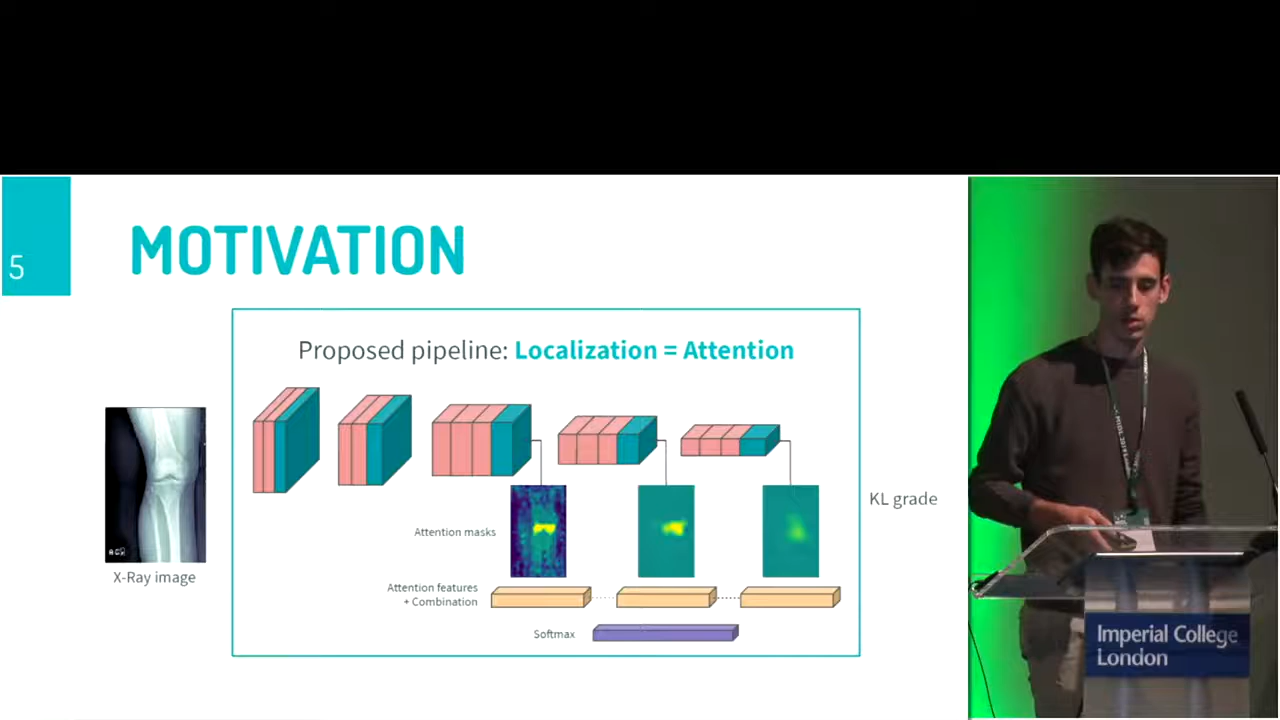 5
MOTIVATION
Proposed pipeline: Localization = Attention
X-Ray image
Attention masks
Attention features
+ Combination
Softmax
KL grade
Imperial College
London